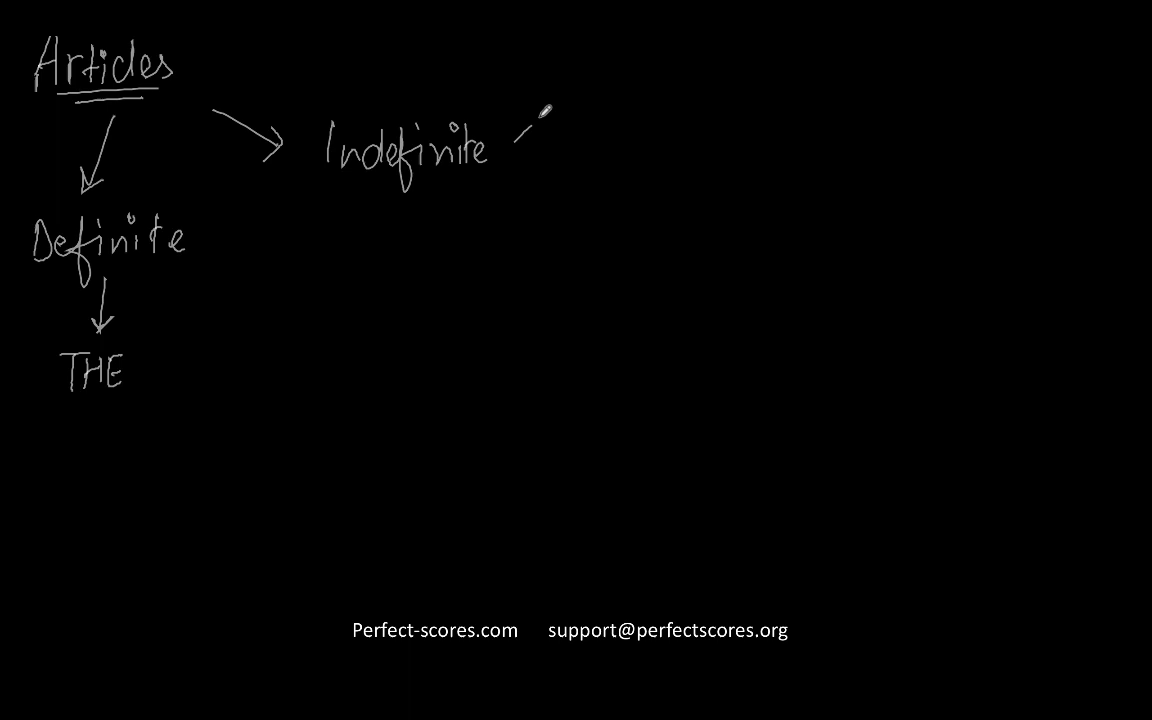 Articles
Indefinite
Definite
THE
Perfect-scores.com support@perfectscores.org